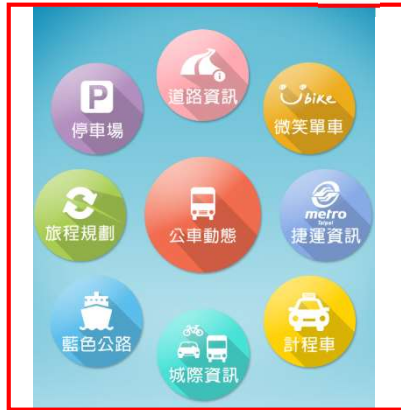 道路資訊
P
停車場
Ubike
微笑單車
旅程規劃
公車動態
metro
Taipei
捷運資訊
藍色公路
城際資訊
計程車